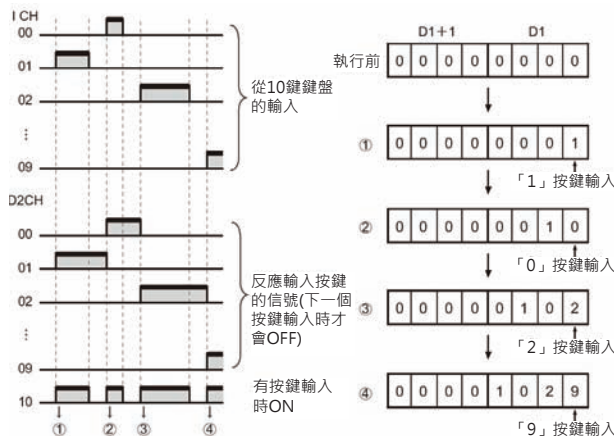 I CH
00
01
02
⋮
09
從10鍵鍵盤
的輸入
D2CH
00
01
02
⋮
09
10
反應輸入按鍵
的信號(下一個
按鍵輸入時才
會OFF)
有按鍵輸入
時ON
① ② ③ ④
D1+1 D1
執行前 0 0 0 0 0 0 0 0
① 0 0 0 0 0 0 0 1
「1」按鍵輸入
② 0 0 0 0 0 0 1 0
「0」按鍵輸入
③ 0 0 0 0 0 1 0 2
「2」按鍵輸入
④ 0 0 0 0 1 0 2 9
「9」按鍵輸入